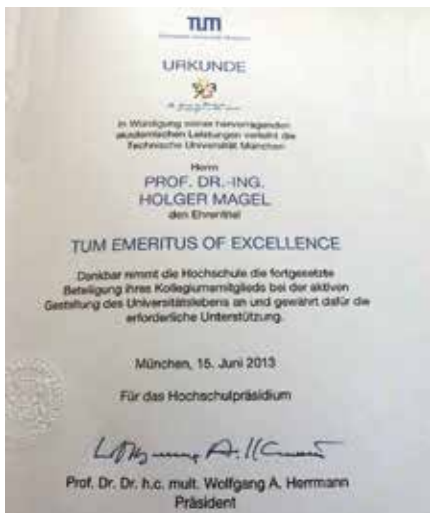 TUM
Technische Universität München
URKUNDE
in Würdigung seiner hervorragenden
akademischen Leistungen verleiht die
Technische Universität München
Herrn
PROF. DR.-ING.
HOLGER MAGEL
den Ehrentitel
TUM EMERITUS OF EXCELLENCE
Dankbar nimmt die Hochschule die fortgesetzte
Beteiligung ihres Kollegiumsmitglieds bei der aktiven
Gestaltung des Universitätslebens an und gewährt dafür die
erforderliche Unterstützung.
München, 15. Juni 2013
Für das Hochschulpräsidium
Prof. Dr. Dr. h.c. mult. Wolfgang A. Herrmann
Präsident